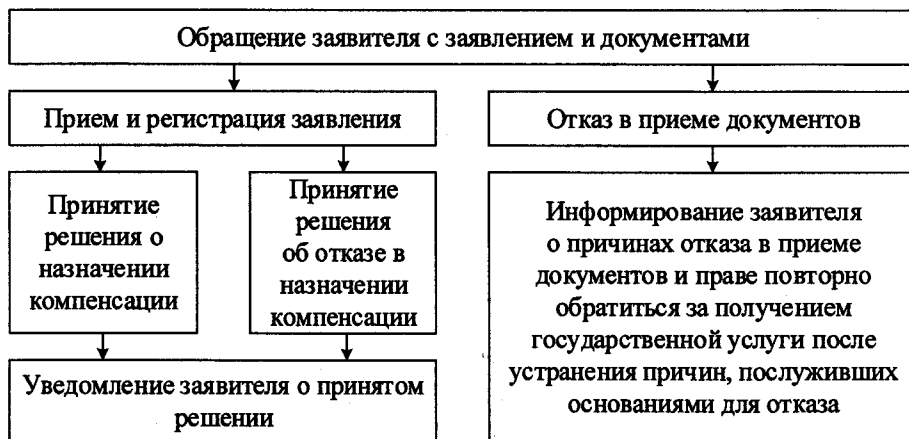 Обращение заявителя с заявлением и документами
Прием и регистрация заявления
Отказ в приеме документов
Принятие
решения о
назначении
компенсации
Принятие
решения
об отказе в
назначении
компенсации
Информирование заявителя
о причинах отказа в приеме
документов и праве повторно
обратиться за получением
государственной услуги после
устранения причин, послуживших
основаниями для отказа
Уведомление заявителя о принятом
решении